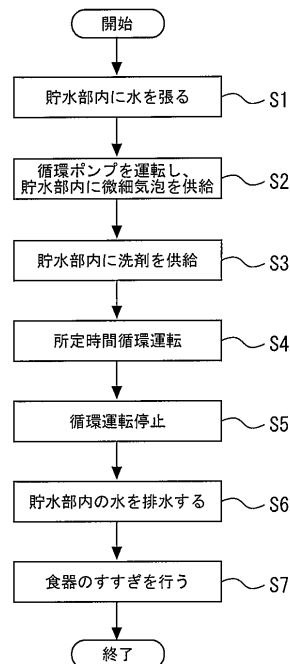 開始
貯水部内に水を張る
S1
循環ポンプを運転し、
貯水部内に微細気泡を供給
S2
貯水部内に洗剤を供給
S3
所定時間循環運転
S4
循環運転停止
S5
貯水部内の水を排水する
S6
食器のすすぎを行う
S7
終了